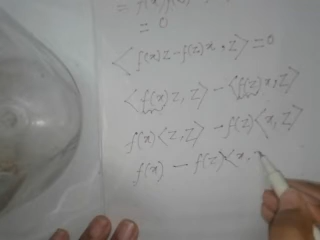 = f(x)f(
= 0
⟨f(x)z - f(z)x, z⟩ = 0
⟨f(x)z, z⟩ - ⟨f(z)x, z⟩
f(x)⟨z, z⟩ - f(z)⟨x, z⟩
f(x) - f(z)⟨x,